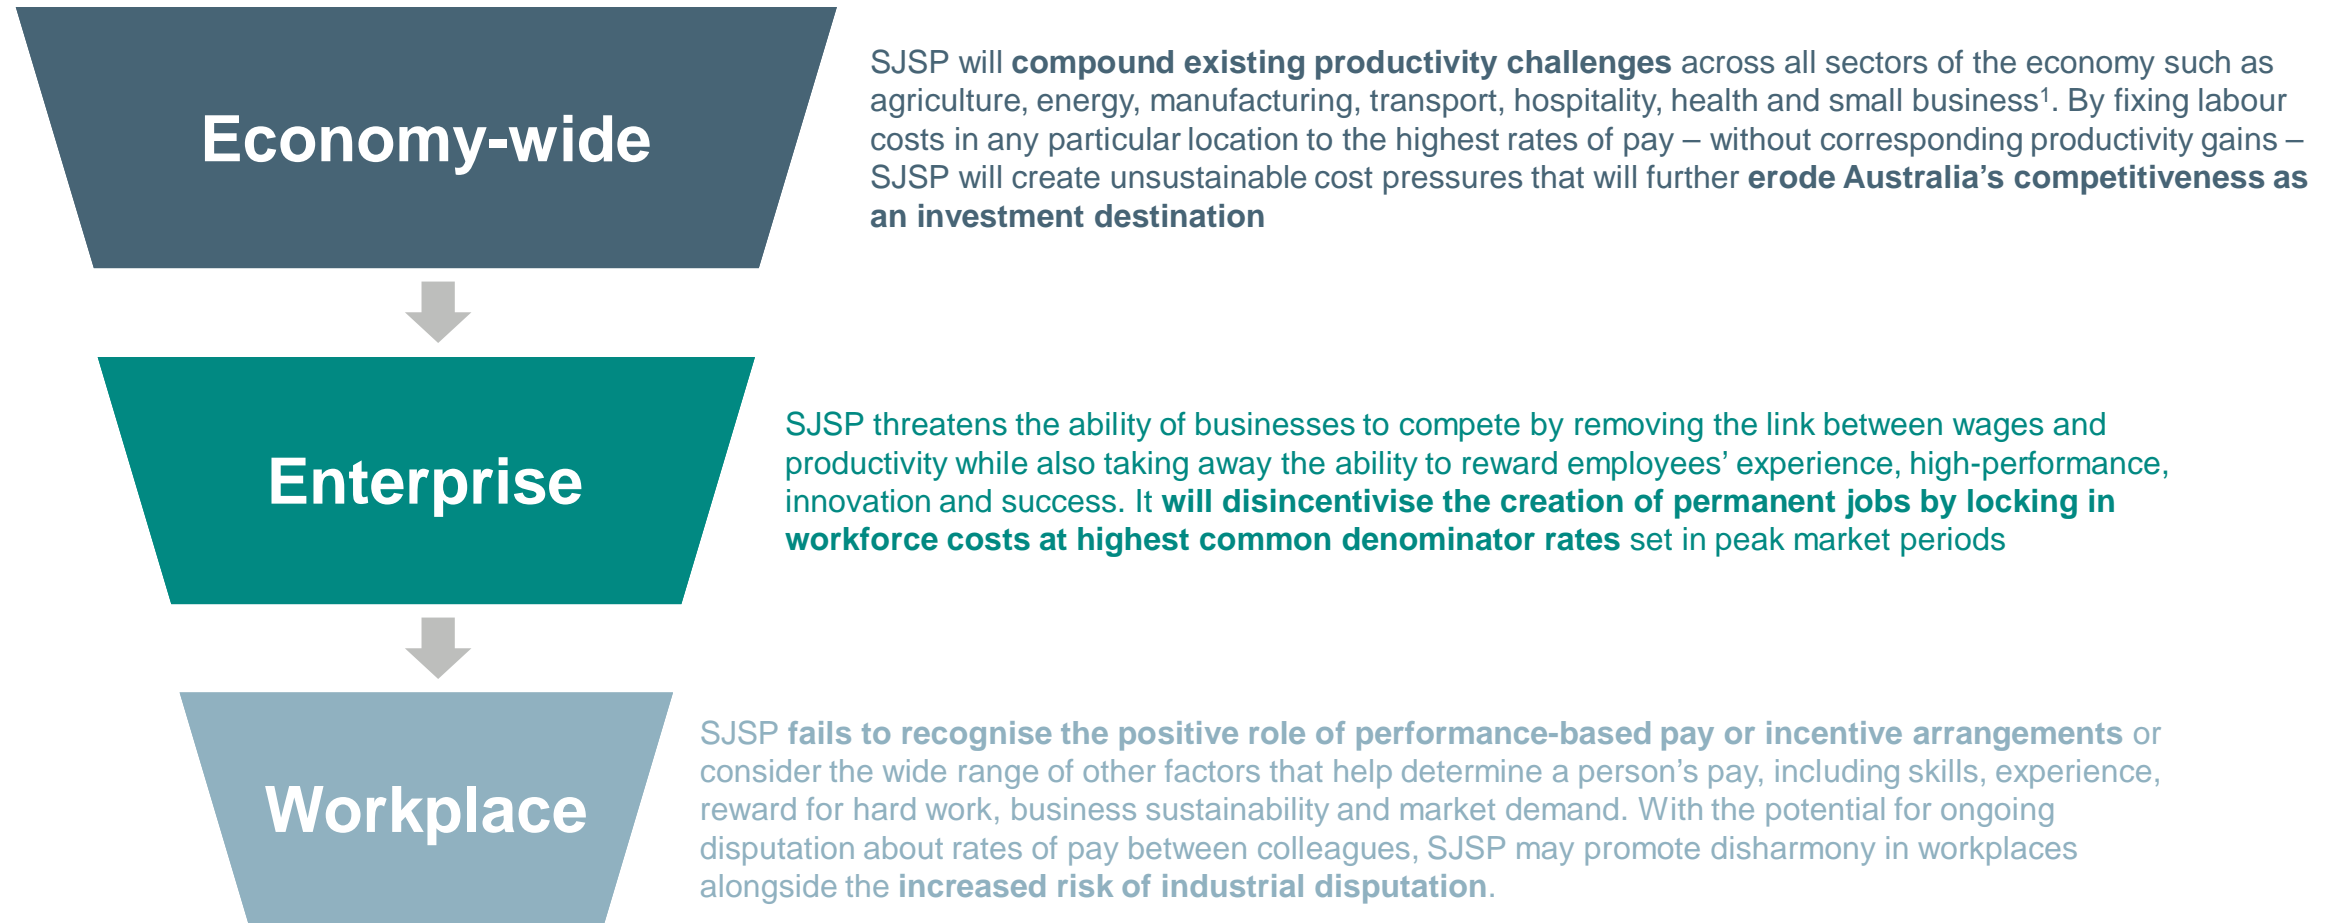 Economy-wide
SJSP will compound existing productivity challenges across all sectors of the economy such as
agriculture, energy, manufacturing, transport, hospitality, health and small business¹. By fixing labour
costs in any particular location to the highest rates of pay – without corresponding productivity gains –
SJSP will create unsustainable cost pressures that will further erode Australia’s competitiveness as
an investment destination
Enterprise
SJSP threatens the ability of businesses to compete by removing the link between wages and
productivity while also taking away the ability to reward employees’ experience, high-performance,
innovation and success. It will disincentivise the creation of permanent jobs by locking in
workforce costs at highest common denominator rates set in peak market periods
Workplace
SJSP fails to recognise the positive role of performance-based pay or incentive arrangements or
consider the wide range of other factors that help determine a person’s pay, including skills, experience,
reward for hard work, business sustainability and market demand. With the potential for ongoing
disputation about rates of pay between colleagues, SJSP may promote disharmony in workplaces
alongside the increased risk of industrial disputation.